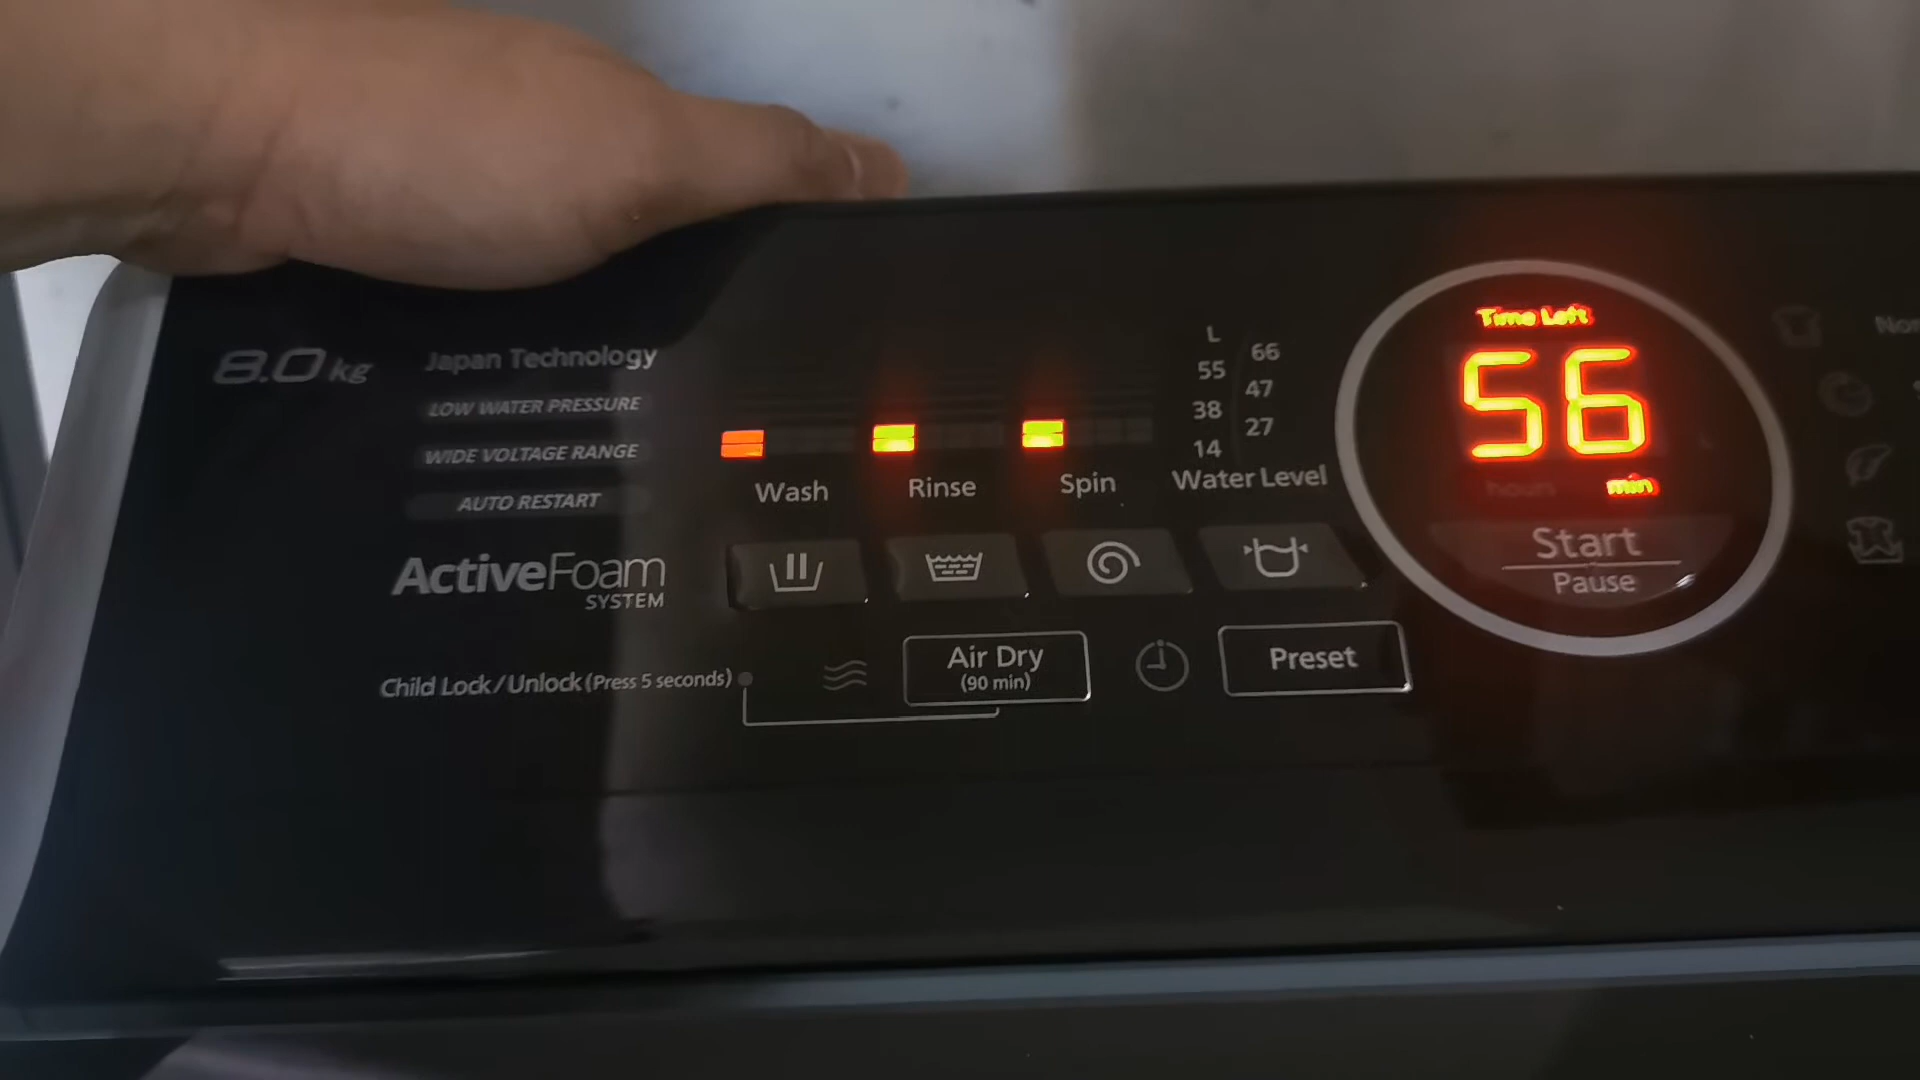 8.0 kg
Japan Technology
LOW WATER PRESSURE
WIDE VOLTAGE RANGE
AUTO RESTART
ActiveFoam
SYSTEM
Child Lock/Unlock (Press 5 seconds)
Wash
Rinse
Spin
L
66
55
47
38
27
14
Water Level
Air Dry
(90 min)
Preset
Time Left
56
hours min
Start
Pause